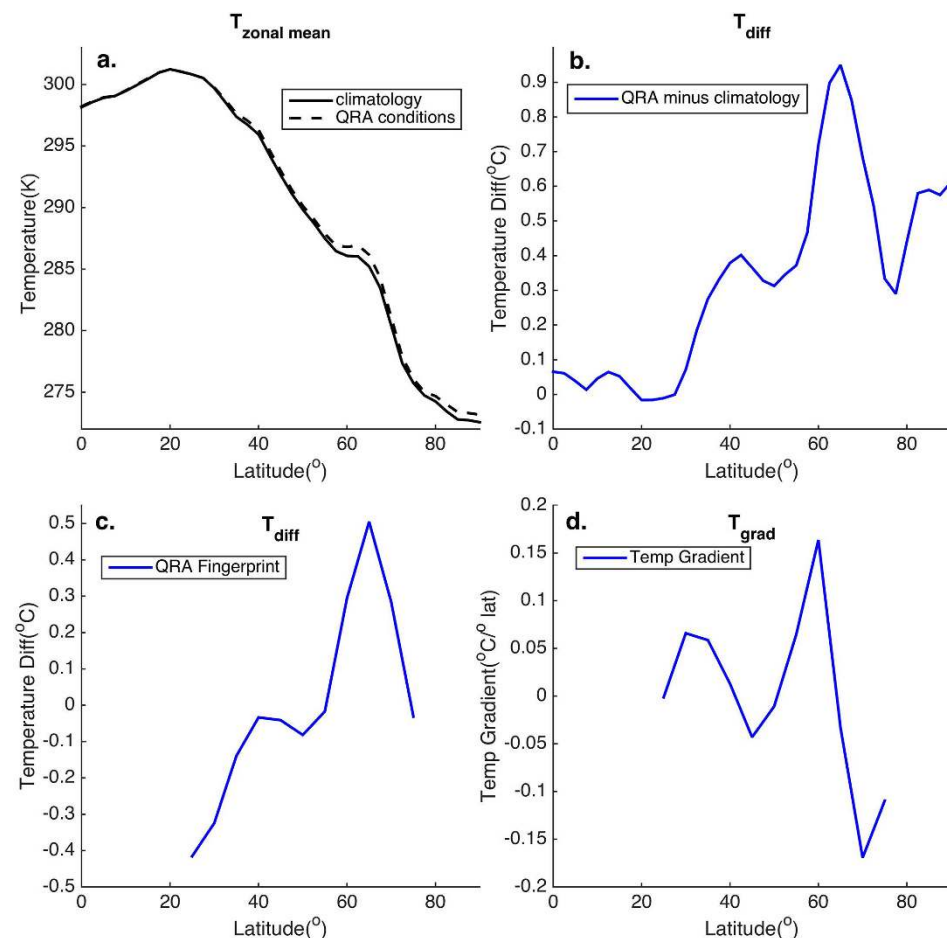 a.
T zonal mean
climatology
QRA conditions
Temperature(K)
300
295
290
285
280
275
0 20 40 60 80
Latitude(o)
b.
T diff
QRA minus climatology
Temperature Diff(oC)
0.9
0.8
0.7
0.6
0.5
0.4
0.3
0.2
0.1
0
-0.1
0 20 40 60 80
Latitude(o)
c.
T diff
QRA Fingerprint
Temperature Diff(oC)
0.5
0.4
0.3
0.2
0.1
0
-0.1
-0.2
-0.3
-0.4
-0.5
0 20 40 60 80
Latitude(o)
d.
T grad
Temp Gradient
Temp Gradient(oC/o lat)
0.2
0.15
0.1
0.05
0
-0.05
-0.1
-0.15
-0.2
0 20 40 60 80
Latitude(o)